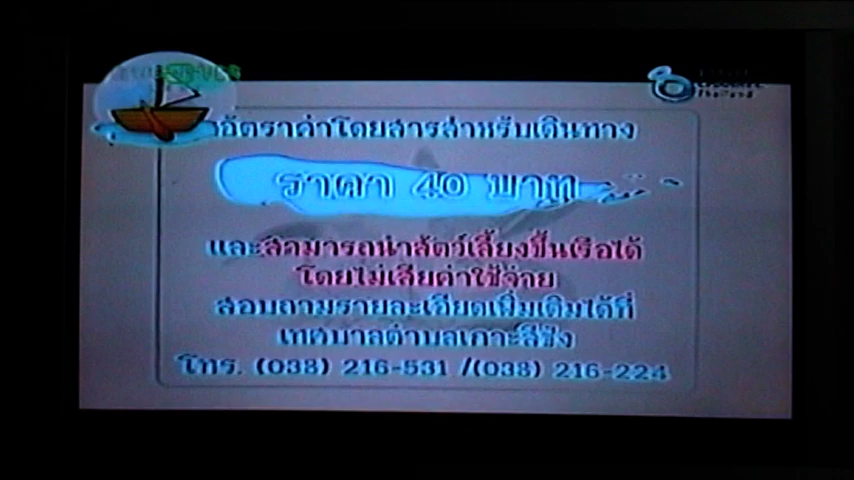 อัตราค่าโดยสารสำหรับเดินทาง
ราคา 40 บาท
และสามารถนำสัตว์เลี้ยงขึ้นเรือได้
โดยไม่เสียค่าใช้จ่าย
สอบถามรายละเอียดเพิ่มเติมได้ที่
เทศบาลตำบลเกาะสีชัง
โทร. (038) 216-531 /(038) 216-224